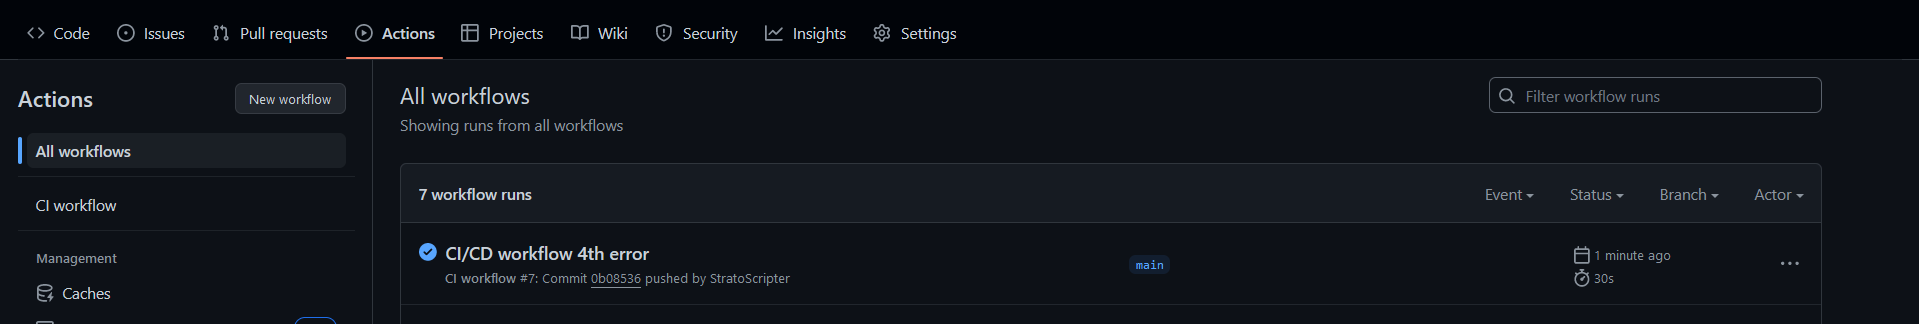 Code Issues Pull requests Actions Projects Wiki Security Insights Settings
Actions New workflow
All workflows
CI workflow
Management
Caches
All workflows
Showing runs from all workflows
Filter workflow runs
7 workflow runs Event Status Branch Actor
CI/CD workflow 4th error
CI workflow #7: Commit 0b08536 pushed by StratoScripter
main
1 minute ago
30s